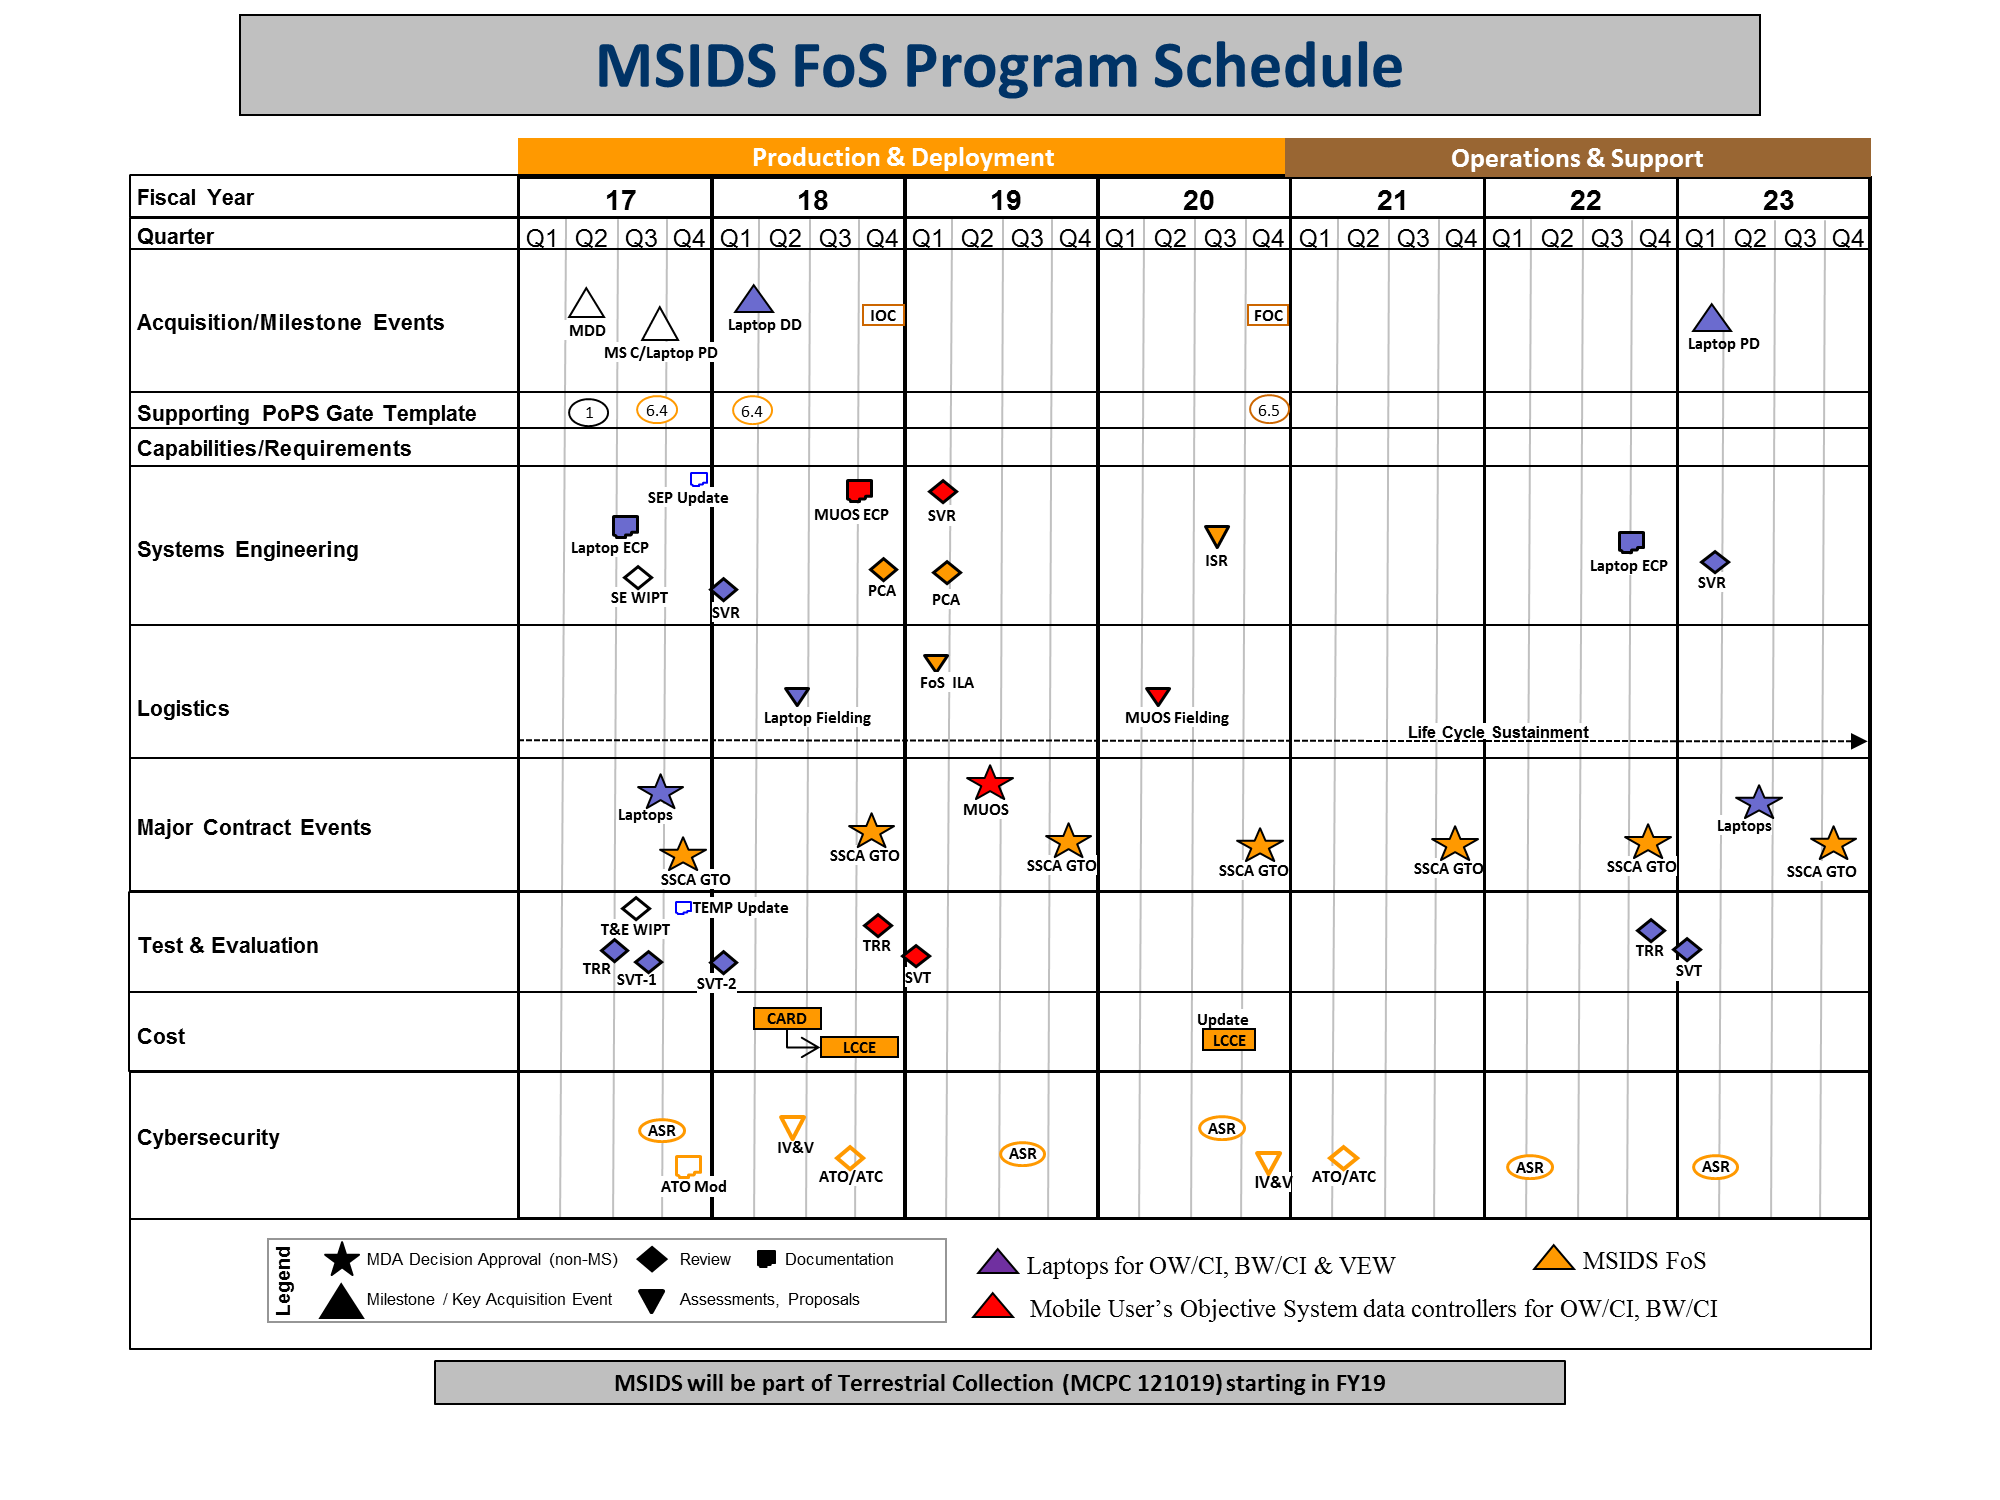 MSIDS FoS Program Schedule
Production & Deployment Operations & Support
Fiscal Year 17 18 19 20 21 22 23
Quarter Q1 Q2 Q3 Q4 Q1 Q2 Q3 Q4 Q1 Q2 Q3 Q4 Q1 Q2 Q3 Q4 Q1 Q2 Q3 Q4 Q1 Q2 Q3 Q4 Q1 Q2 Q3 Q4
Acquisition/Milestone Events
IOC FOC
MDD Laptop DD
MS C/Laptop PD Laptop PD
Supporting PoPS Gate Template 1 6.4 6.4 6.5
Capabilities/Requirements
Systems Engineering
SEP Update MUOS ECP SVR
Laptop ECP ISR Laptop ECP
SE WIPT SVR PCA PCA SVR
Logistics
FoS ILA
Laptop Fielding MUOS Fielding
Life Cycle Sustainment
Major Contract Events
Laptops MUOS Laptops
SSCA GTO SSCA GTO SSCA GTO SSCA GTO SSCA GTO SSCA GTO SSCA GTO
Test & Evaluation
TEMP Update
T&E WIPT TRR TRR
TRR SVT-1 SVT-2 SVT SVT
Cost
CARD Update
LCCE LCCE
Cybersecurity
ASR IV&V ASR ASR
ATO Mod ATO/ATC IV&V ATO/ATC ASR ASR
Legend
MDA Decision Approval (non-MS) Review Documentation
Milestone / Key Acquisition Event Assessments, Proposals
Laptops for OW/CI, BW/CI & VEW MSIDS FoS
Mobile User’s Objective System data controllers for OW/CI, BW/CI
MSIDS will be part of Terrestrial Collection (MCPC 121019) starting in FY19